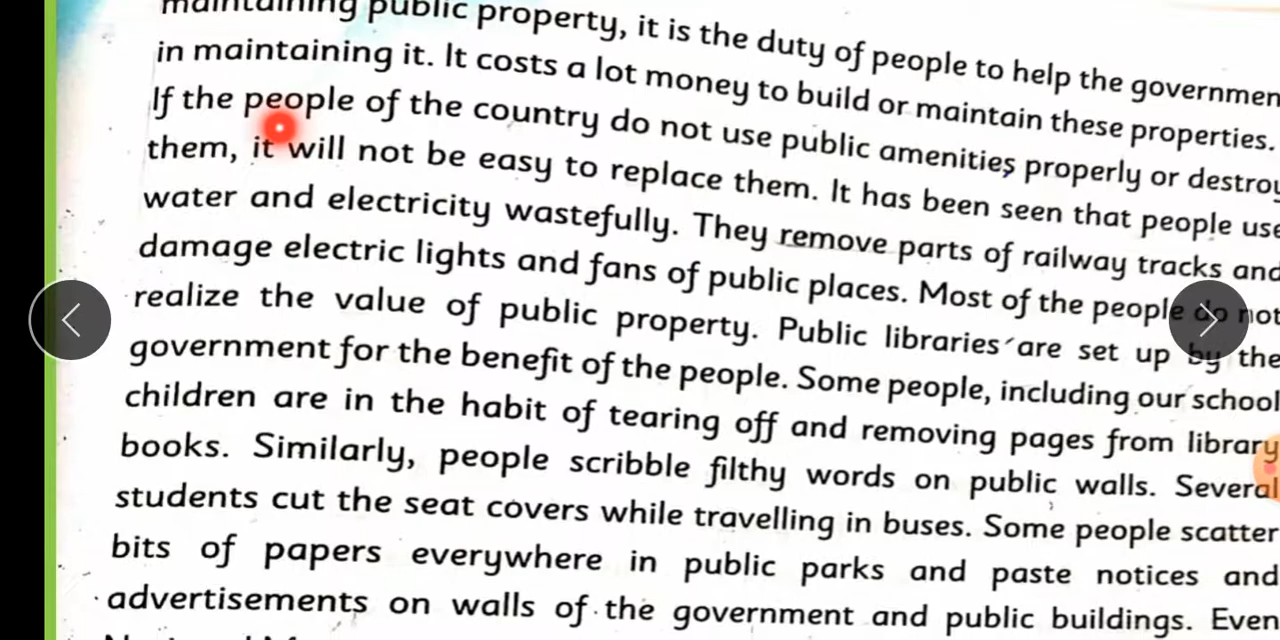 maintaining public property, it is the duty of people to help the governmen
in maintaining it. It costs a lot money to build or maintain these properties.
If the people of the country do not use public amenities properly or destroy
them, it will not be easy to replace them. It has been seen that people use
water and electricity wastefully. They remove parts of railway tracks and
damage electric lights and fans of public places. Most of the people do not
realize the value of public property. Public libraries are set up by the
government for the benefit of the people. Some people, including our school
children are in the habit of tearing off and removing pages from library
books. Similarly, people scribble filthy words on public walls. Several
students cut the seat covers while travelling in buses. Some people scatter
bits of papers everywhere in public parks and paste notices and
advertisements on walls of the government and public buildings. Even